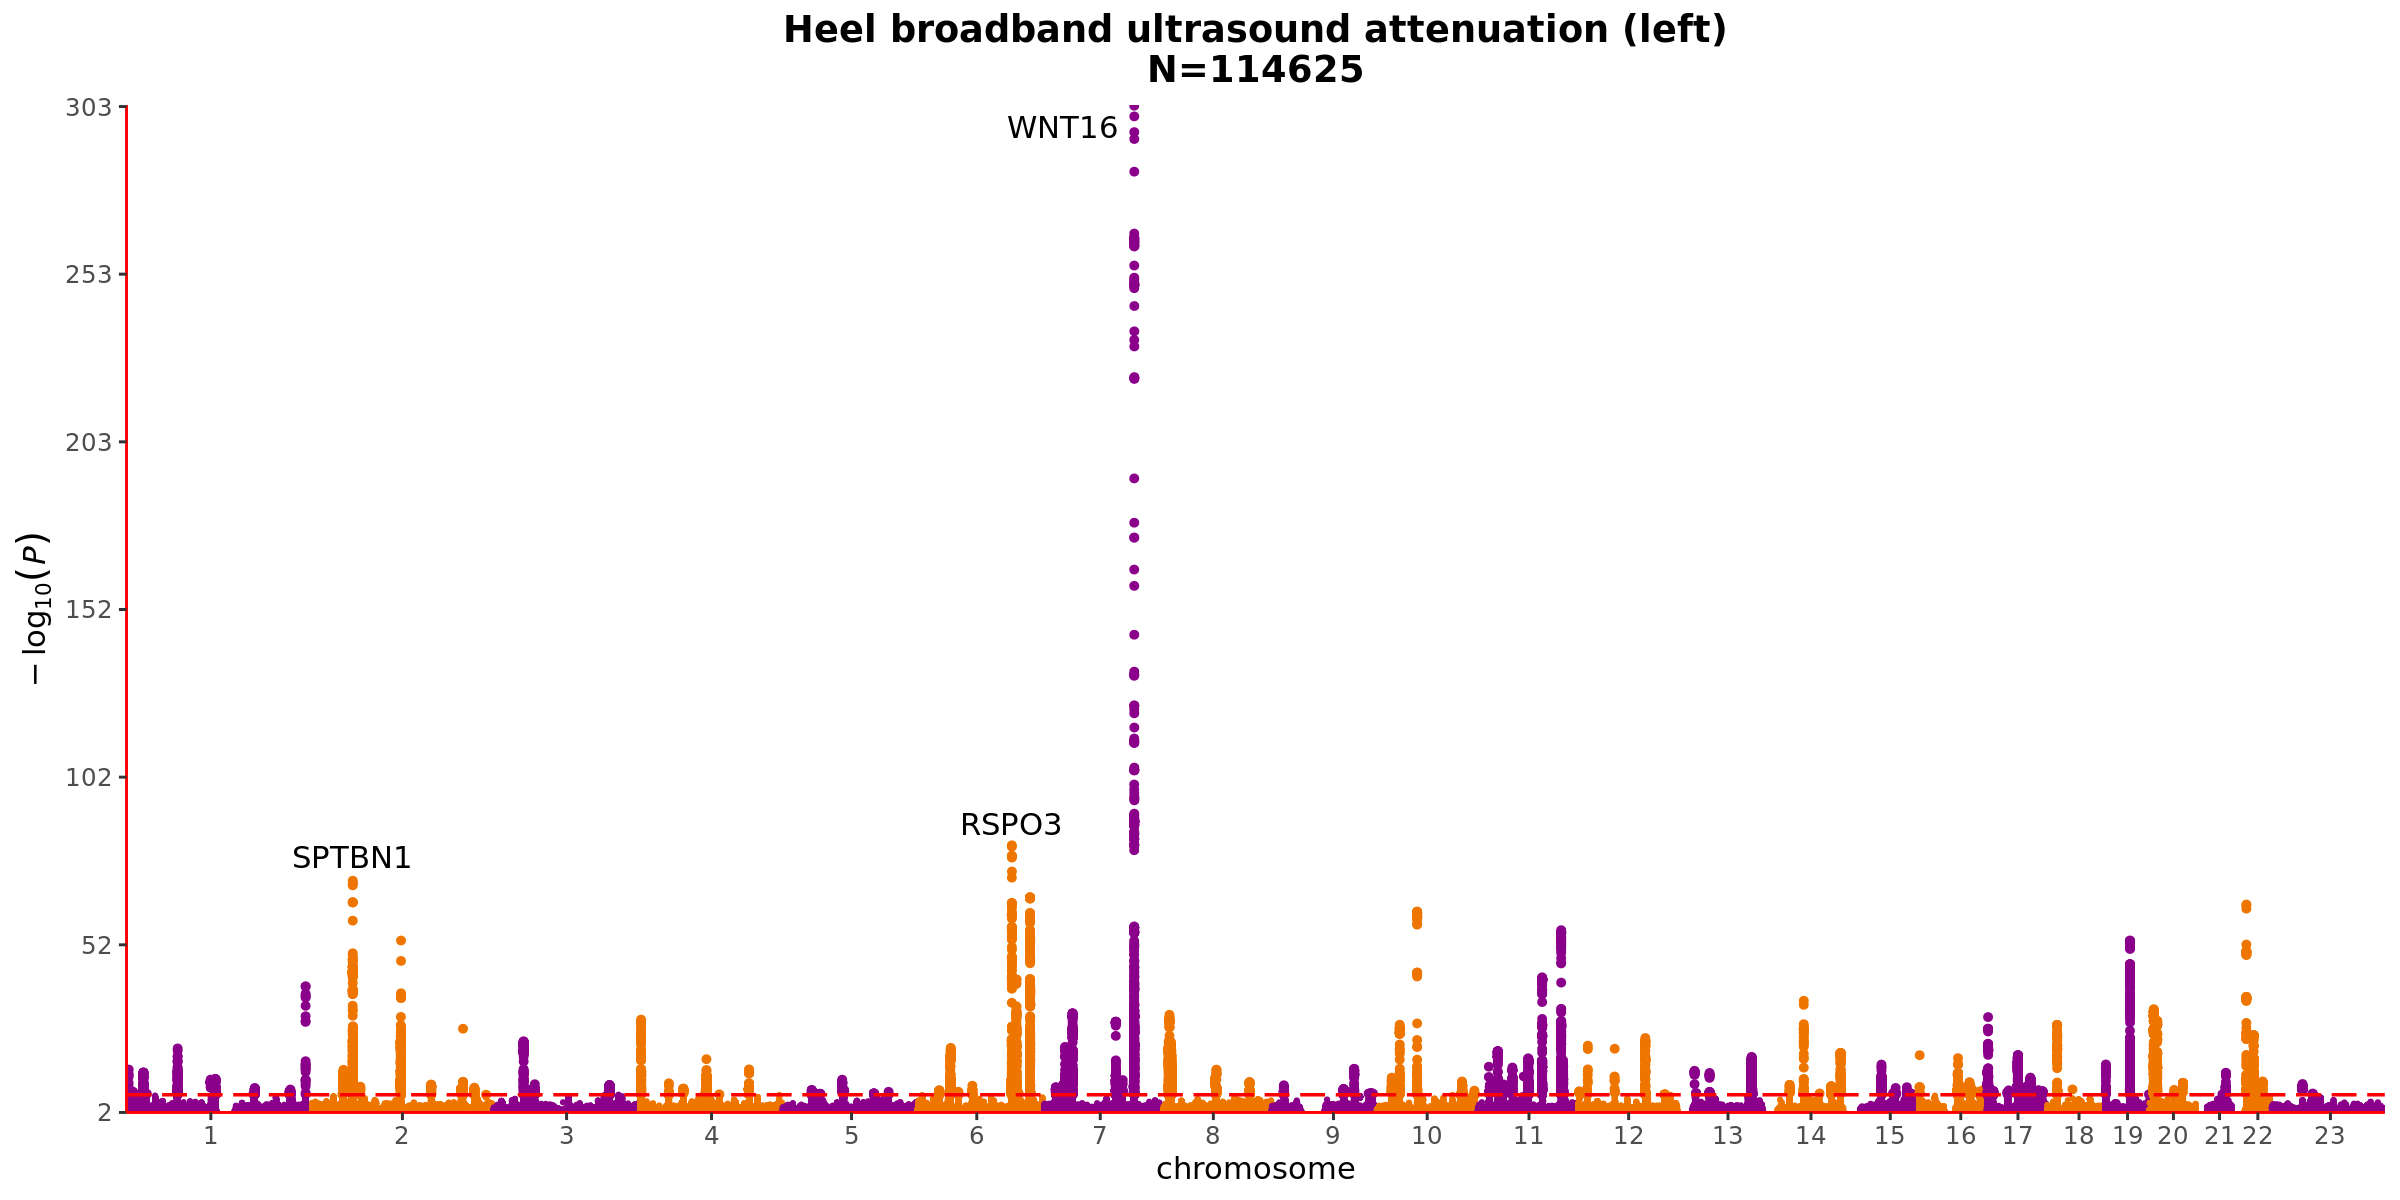 Heel broadband ultrasound attenuation (left)
N=114625
303
253
203
152
102
52
2
−log₁₀(P)
WNT16
RSPO3
SPTBN1
1 2 3 4 5 6 7 8 9 10 11 12 13 14 15 16 17 18 19 20 21 22 23
chromosome